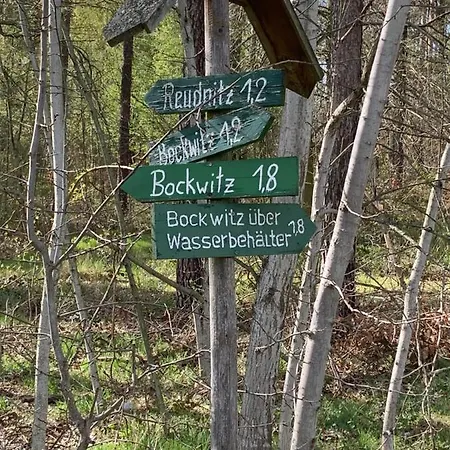 Reudnitz 1,2
Bockwitz 1,2
Bockwitz 1,8
Bockwitz über
Wasserbehälter 1,8